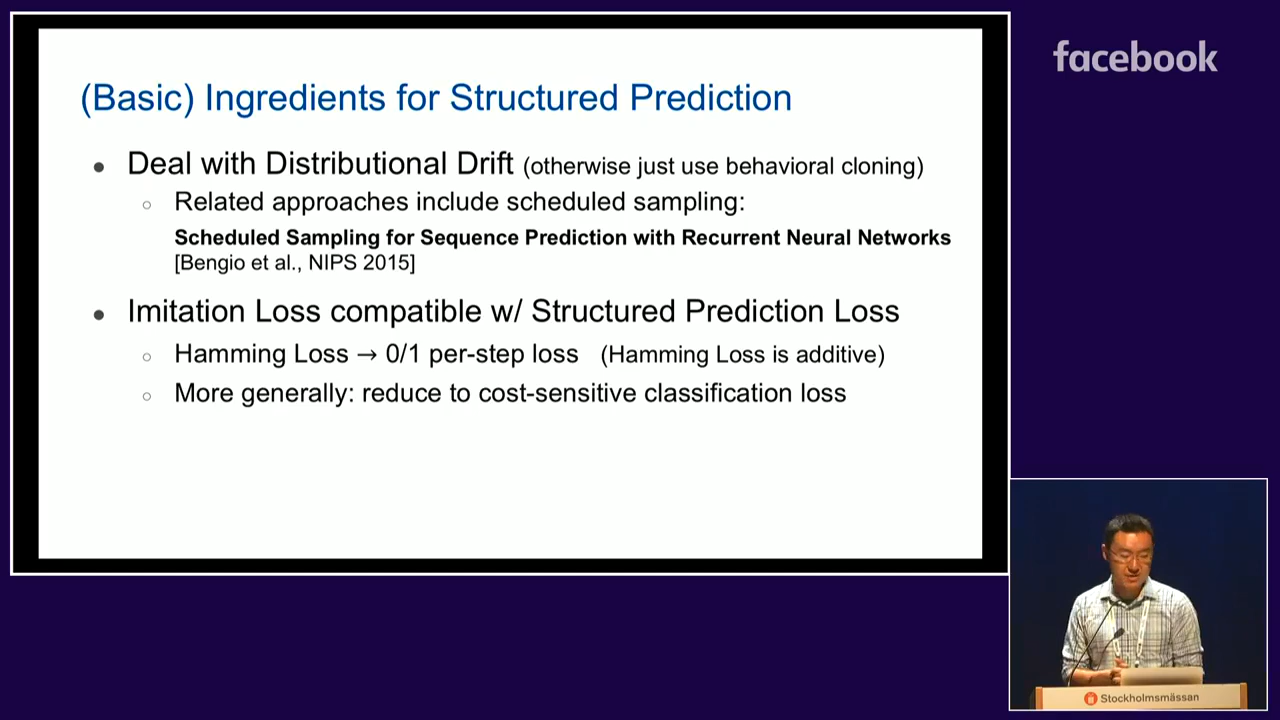 facebook
(Basic) Ingredients for Structured Prediction
● Deal with Distributional Drift (otherwise just use behavioral cloning)
○ Related approaches include scheduled sampling:
Scheduled Sampling for Sequence Prediction with Recurrent Neural Networks
[Bengio et al., NIPS 2015]
● Imitation Loss compatible w/ Structured Prediction Loss
○ Hamming Loss → 0/1 per-step loss (Hamming Loss is additive)
○ More generally: reduce to cost-sensitive classification loss
Stockholmsmässan